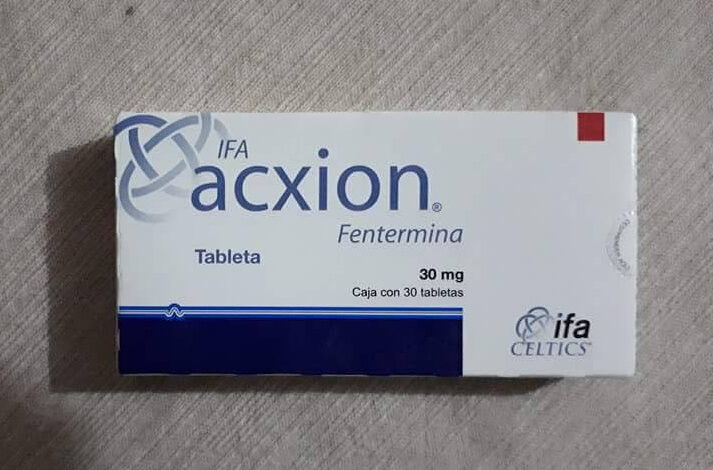 IFA
acxion®
Fentermina
Tableta
30 mg
Caja con 30 tabletas
ifa
CELTICS®